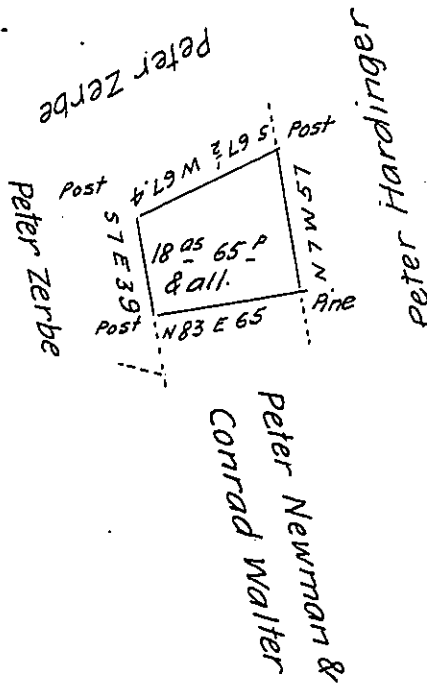 Peter Zerbe
Peter Hardinger
S 67½ W 67.4
Post
Post
S 7 E 39
Peter Zerbe
18 as 65 P
& all.
N 7 W 57
Post
N 83 E 65
Pine
Peter Newman &
Conrad Walter